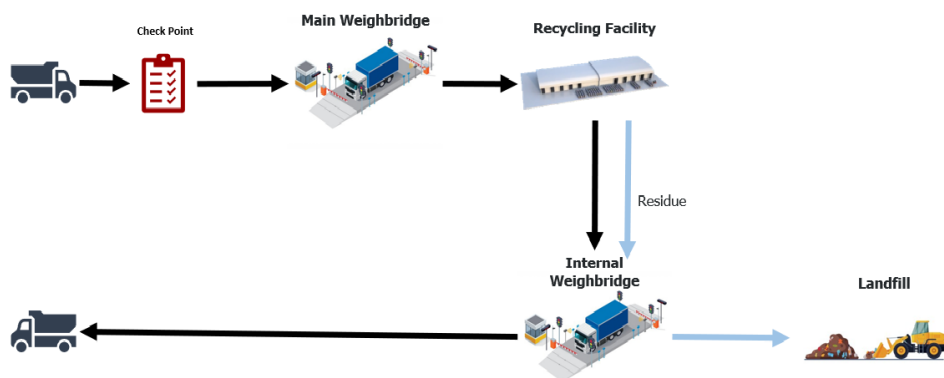 Main Weighbridge
Check Point
Recycling Facility
Residue
Internal
Weighbridge
Landfill